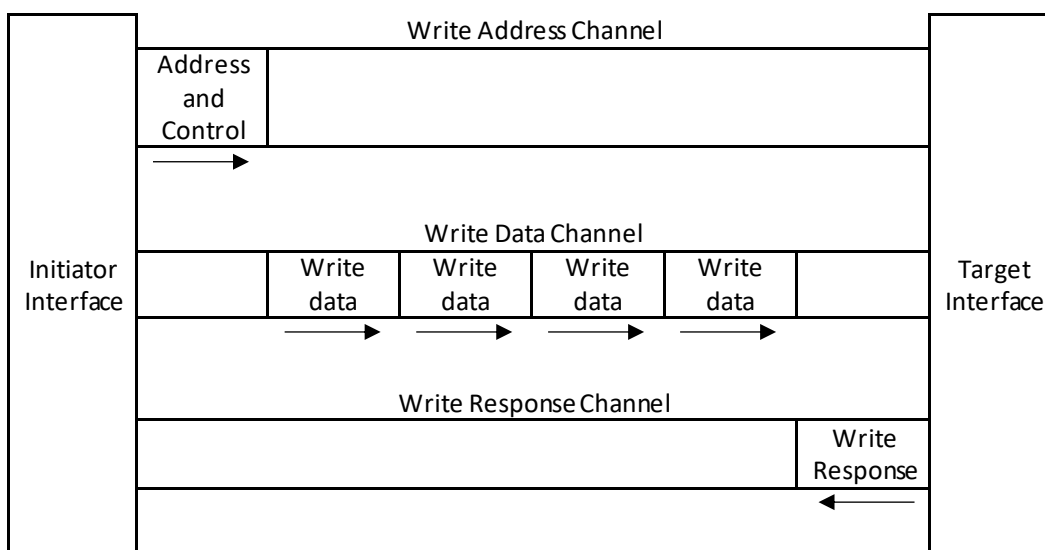 Write Address Channel
Address
and
Control
Write Data Channel
Initiator
Interface
Write
data
Write
data
Write
data
Write
data
Target
Interface
Write Response Channel
Write
Response